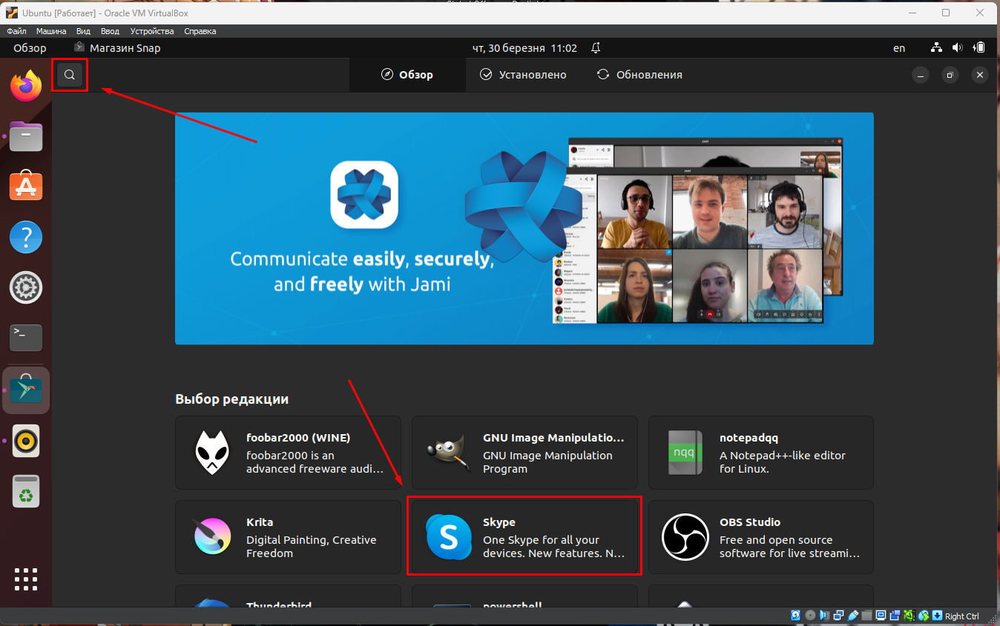 Ubuntu [Работает] - Oracle VM VirtualBox
Файл Машина Вид Ввод Устройства Справка
Обзор Магазин Snap чт, 30 березня 11:02 en
Обзор Установлено Обновления
Jami
Jami
Communicate easily, securely,
and freely with Jami
Выбор редакции
foobar2000 (WINE)
foobar2000 is an
advanced freeware audi...
GNU Image Manipulatio...
GNU Image Manipulation
Program
notepadqq
nqq
A Notepad++-like editor
for Linux.
Krita
Digital Painting, Creative
Freedom
S
Skype
One Skype for all your
devices. New features. N...
OBS Studio
Free and open source
software for live streami...
Thunderbird
powershell
Right Ctrl